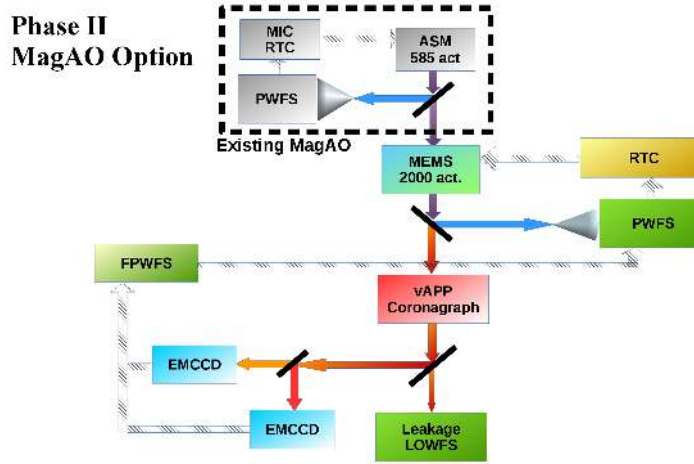 Phase II
MagAO Option
MIC
RTC
ASM
585 act
PWFS
Existing MagAO
MEMS
2000 act.
RTC
PWFS
FPWFS
vAPP
Coronagraph
EMCCD
EMCCD
Leakage
LOWFS